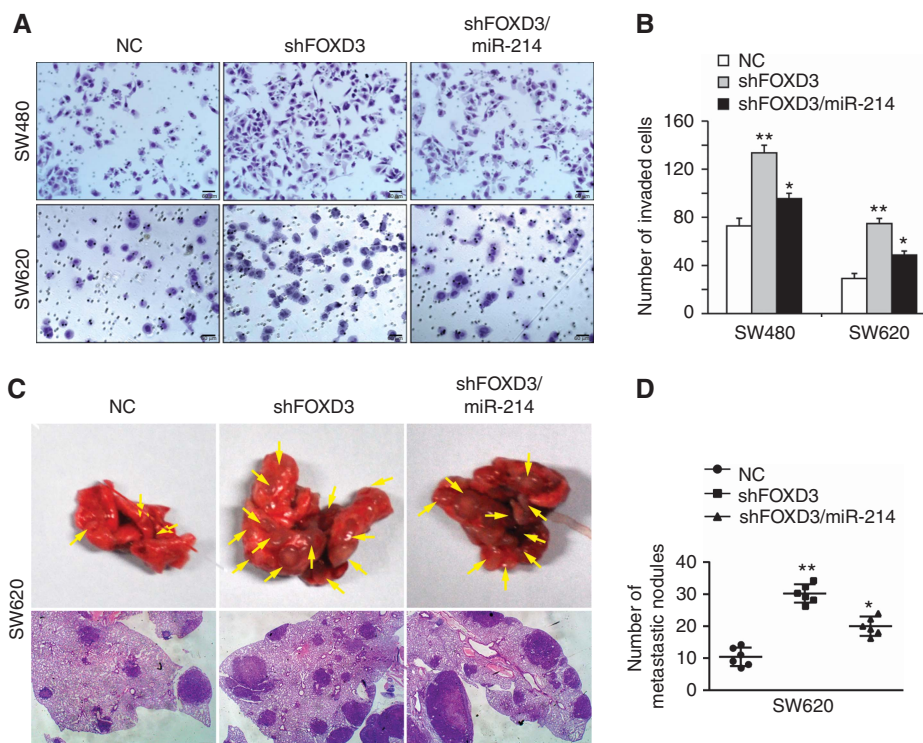 A
NC
shFOXD3
shFOXD3/
miR-214
SW480
SW620
B
NC
shFOXD3
shFOXD3/miR-214
Number of invaded cells
160
120
80
40
0
**
*
**
*
SW480
SW620
C
NC
shFOXD3
shFOXD3/
miR-214
SW620
D
NC
shFOXD3
shFOXD3/miR-214
Number of
metastastic nodules
40
30
20
10
0
**
*
SW620